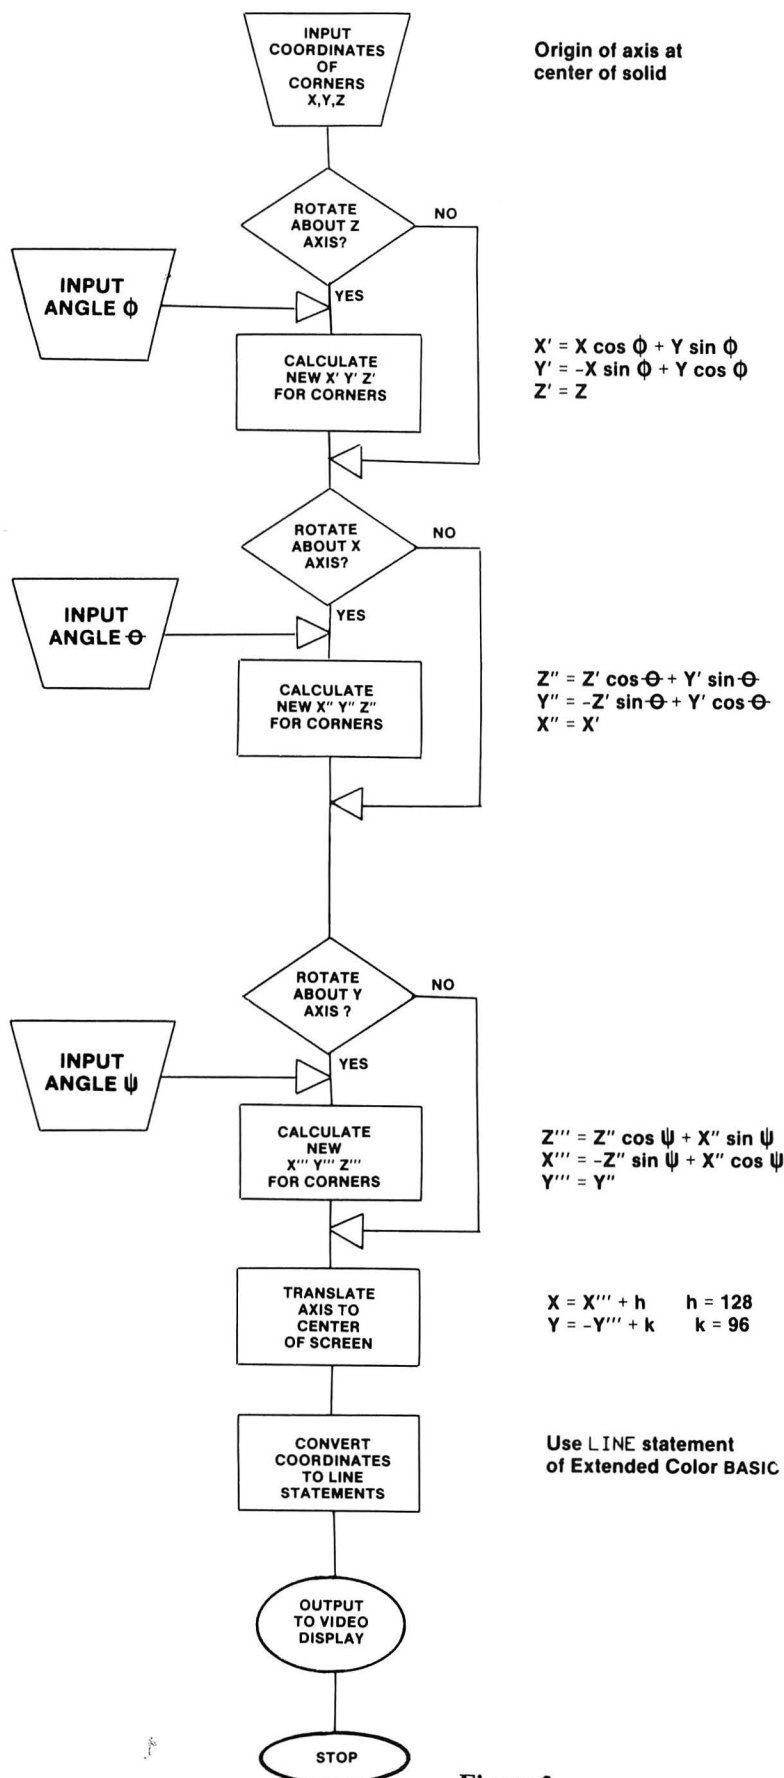 INPUT
COORDINATES
OF
CORNERS
X,Y,Z
Origin of axis at
center of solid
ROTATE
ABOUT Z
AXIS?
NO
YES
INPUT
ANGLE ϕ
CALCULATE
NEW X' Y' Z'
FOR CORNERS
X' = X cos ϕ + Y sin ϕ
Y' = -X sin ϕ + Y cos ϕ
Z' = Z
ROTATE
ABOUT X
AXIS?
NO
YES
INPUT
ANGLE Θ
CALCULATE
NEW X'' Y'' Z''
FOR CORNERS
Z'' = Z' cos Θ + Y' sin Θ
Y'' = -Z' sin Θ + Y' cos Θ
X'' = X'
ROTATE
ABOUT Y
AXIS ?
NO
YES
INPUT
ANGLE ψ
CALCULATE
NEW
X''' Y''' Z'''
FOR CORNERS
Z''' = Z'' cos ψ + X'' sin ψ
X''' = -Z'' sin ψ + X'' cos ψ
Y''' = Y''
TRANSLATE
AXIS TO
CENTER
OF SCREEN
X = X''' + h h = 128
Y = -Y''' + k k = 96
CONVERT
COORDINATES
TO LINE
STATEMENTS
Use LINE statement
of Extended Color BASIC
OUTPUT
TO VIDEO
DISPLAY
STOP